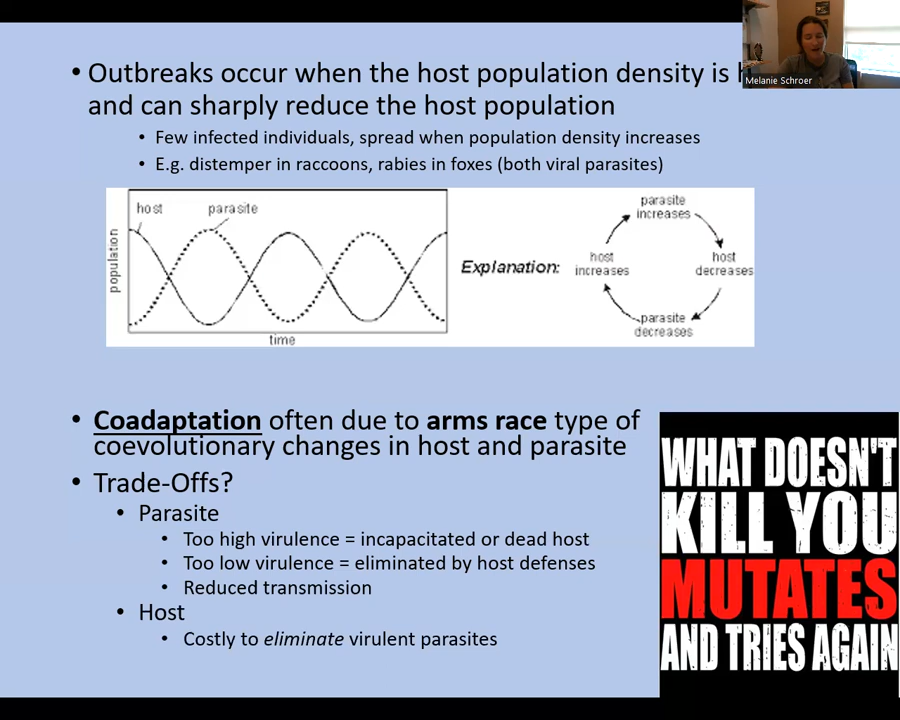 • Outbreaks occur when the host population density is
and can sharply reduce the host population
• Few infected individuals, spread when population density increases
• E.g. distemper in raccoons, rabies in foxes (both viral parasites)
Melanie Schroer
host
parasite
population
time
Explanation:
parasite
increases
host
decreases
parasite
decreases
host
increases
• Coadaptation often due to arms race type of
coevolutionary changes in host and parasite
• Trade-Offs?
• Parasite
• Too high virulence = incapacitated or dead host
• Too low virulence = eliminated by host defenses
• Reduced transmission
• Host
• Costly to eliminate virulent parasites
WHAT DOESN'T
KILL YOU
MUTATES
AND TRIES AGAIN